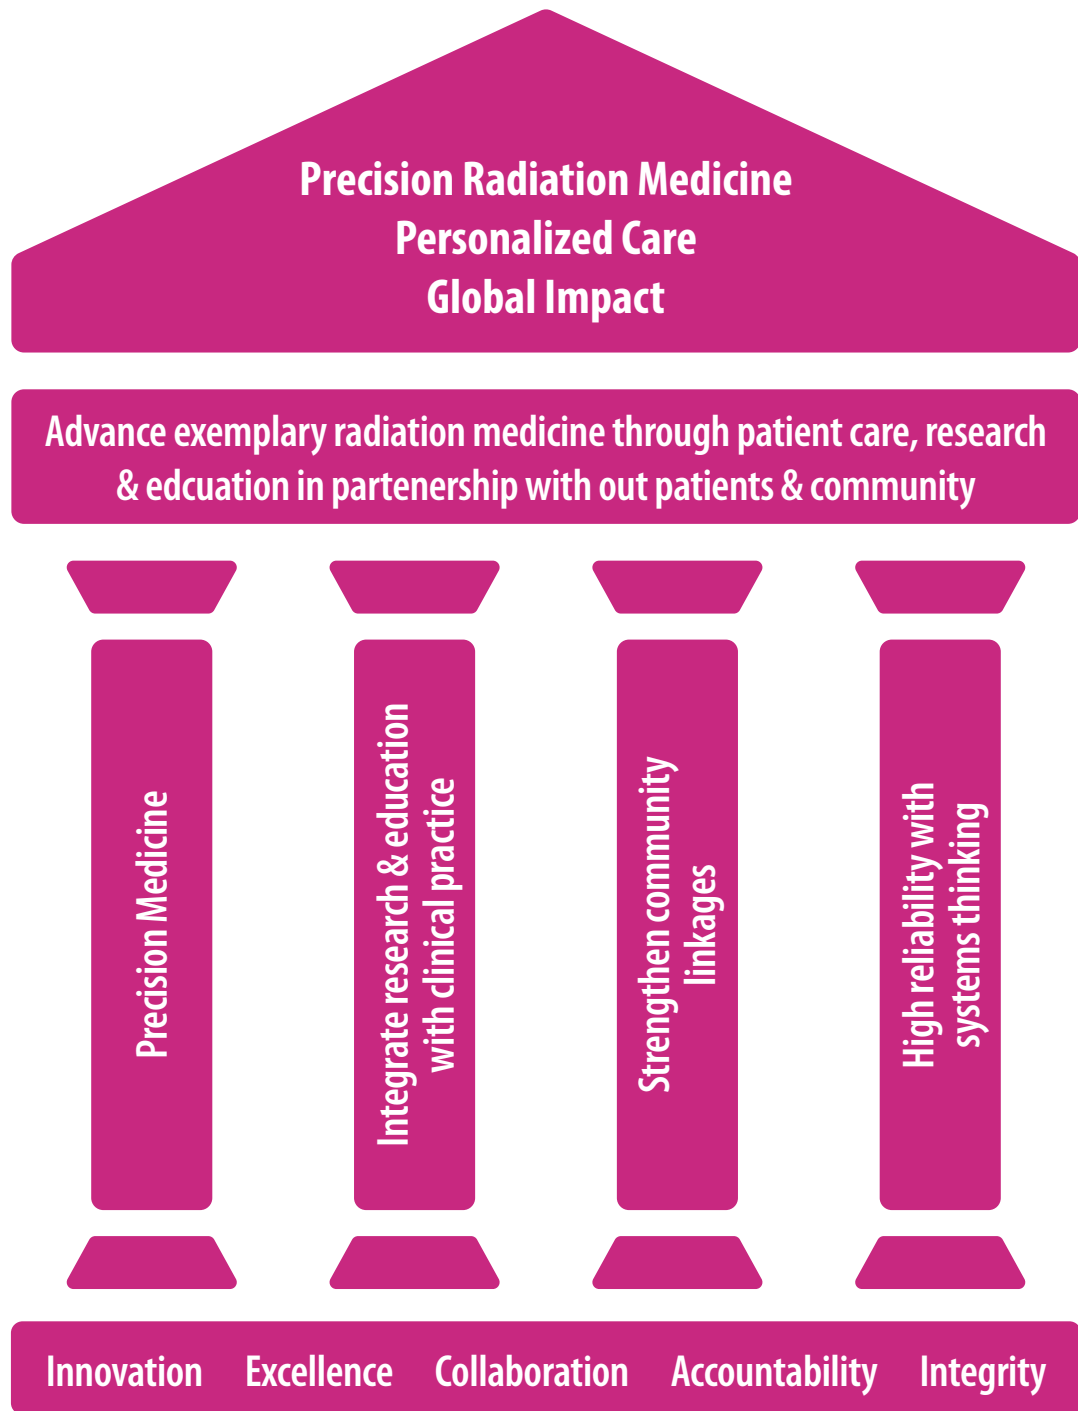 Precision Radiation Medicine
Personalized Care
Global Impact
Advance exemplary radiation medicine through patient care, research
& edcuation in partenership with out patients & community
Precision Medicine
Integrate research & education
with clinical practice
Strengthen community
linkages
High reliability with
systems thinking
Innovation Excellence Collaboration Accountability Integrity